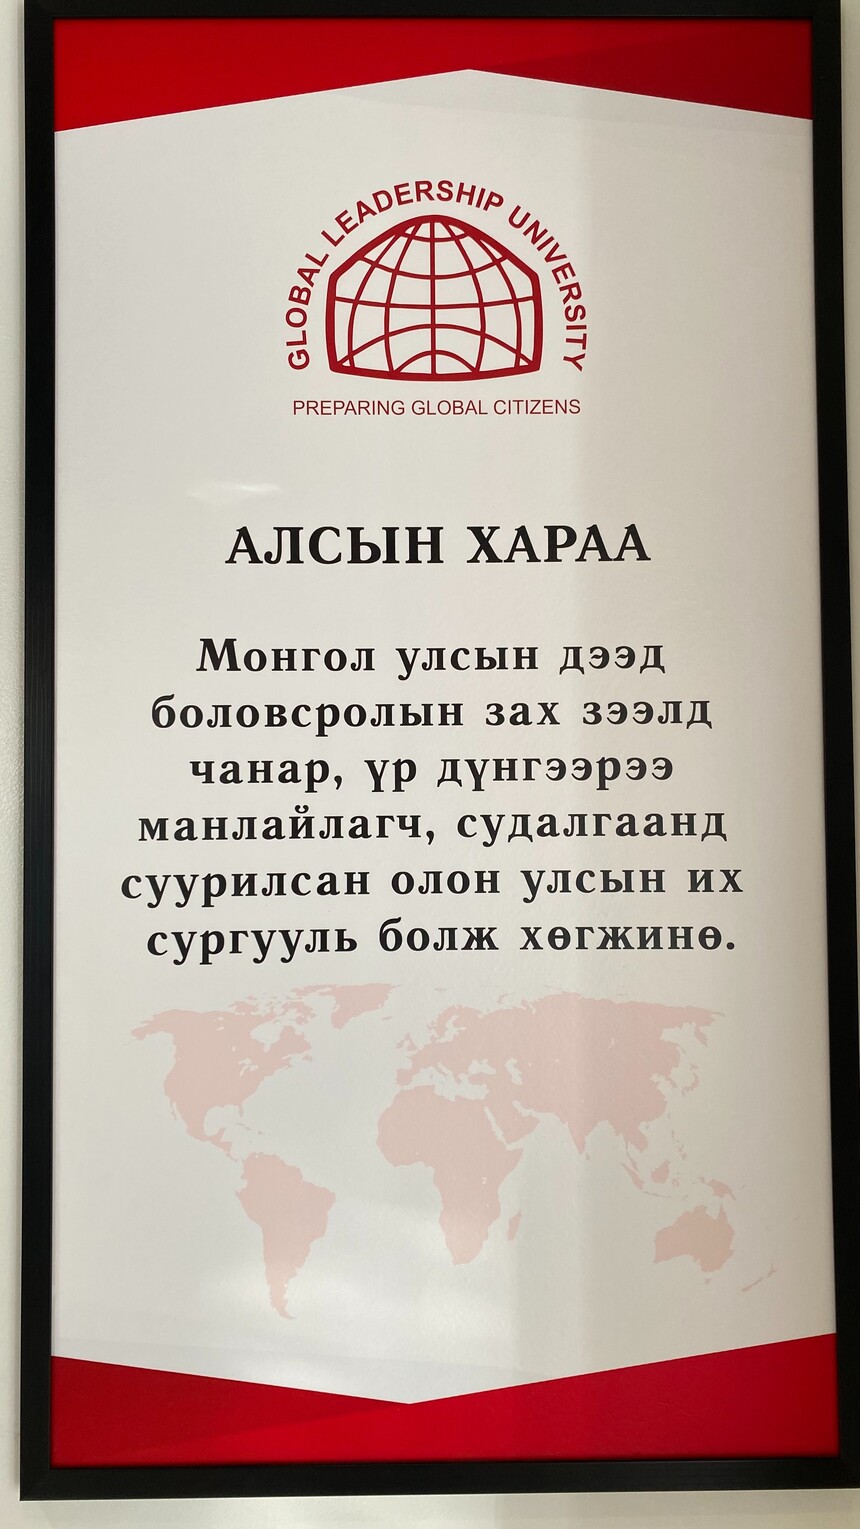 GLOBAL LEADERSHIP UNIVERSITY
PREPARING GLOBAL CITIZENS
АЛСЫН ХАРАА
Монгол улсын дээд
боловсролын зах зээлд
чанар, үр дүнгээрээ
манлайлагч, судалгаанд
суурилсан олон улсын их
сургууль болж хөгжинө.